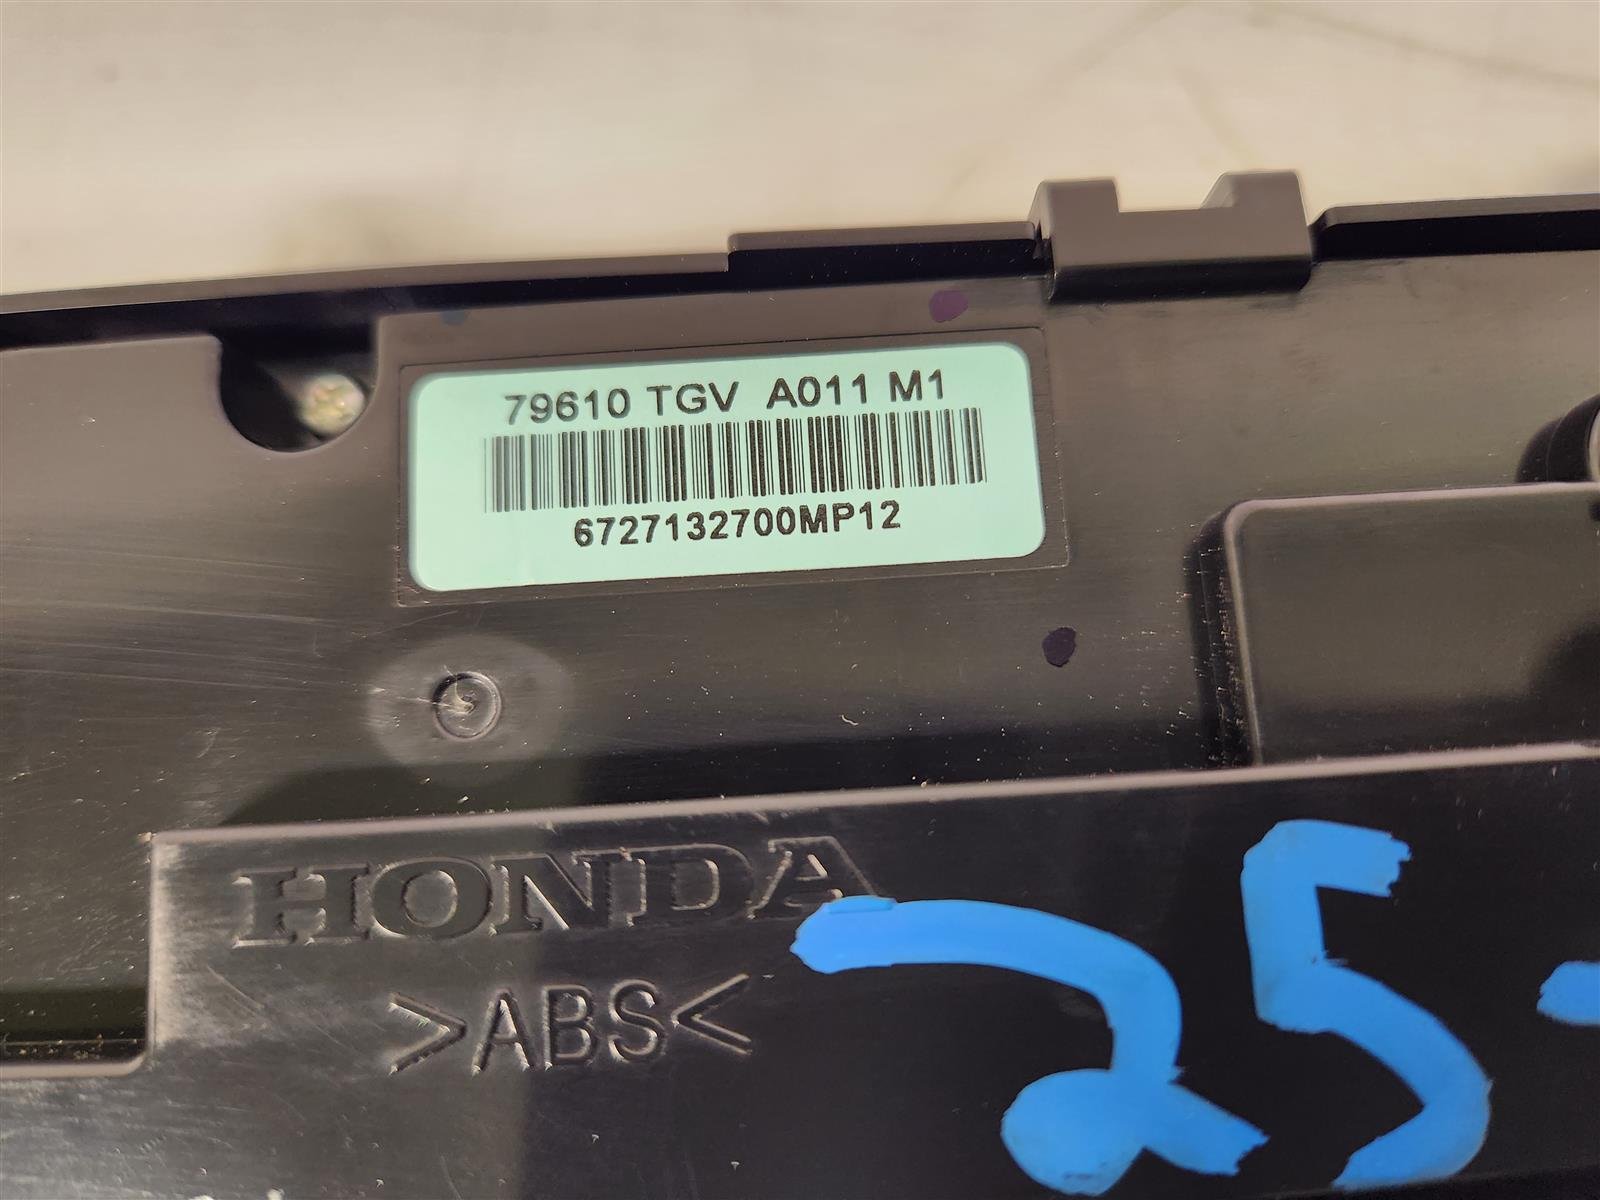 79610 TGV A011 M1
6727132700MP12
HONDA
>ABS<
25-